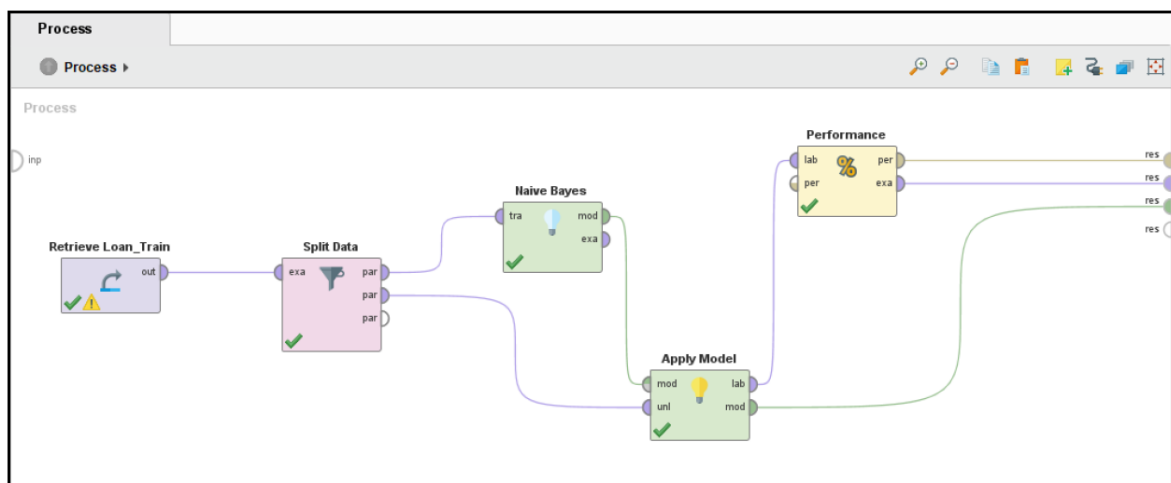 Process
Process
Process
inp
Retrieve Loan_Train
out
Split Data
exa
par
par
par
Naive Bayes
tra
mod
exa
Apply Model
mod
unl
lab
mod
Performance
%
lab
per
per
exa
res
res
res
res